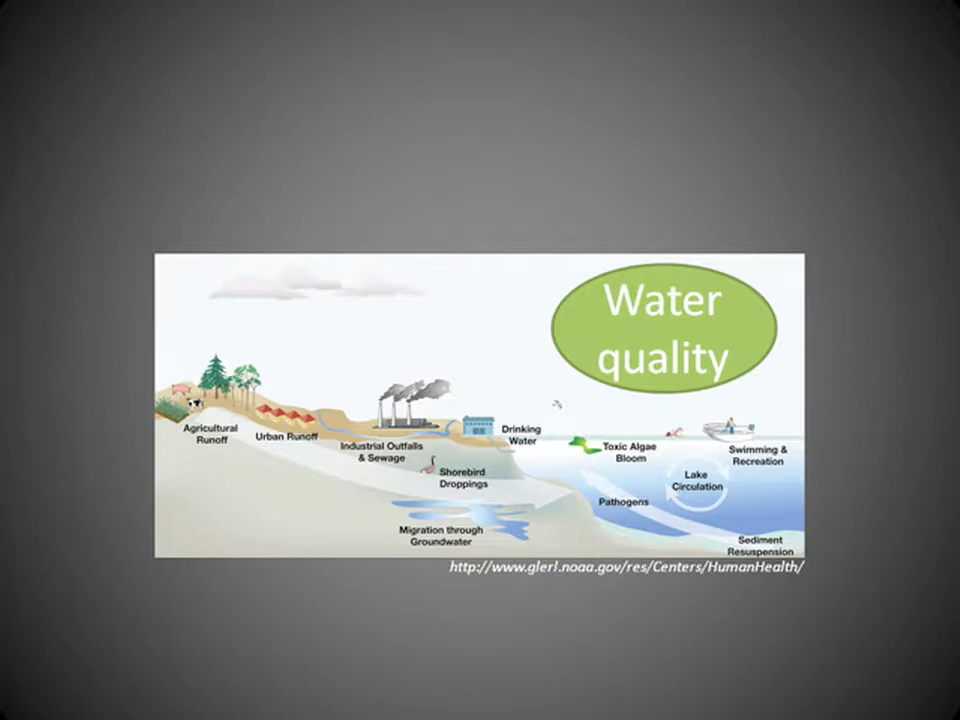 Water
quality
Agricultural
Runoff
Urban Runoff
Industrial Outfalls
& Sewage
Drinking
Water
Shorebird
Droppings
Migration through
Groundwater
Toxic Algae
Bloom
Pathogens
Lake
Circulation
Swimming &
Recreation
Sediment
Resuspension
http://www.glerl.noaa.gov/res/Centers/HumanHealth/